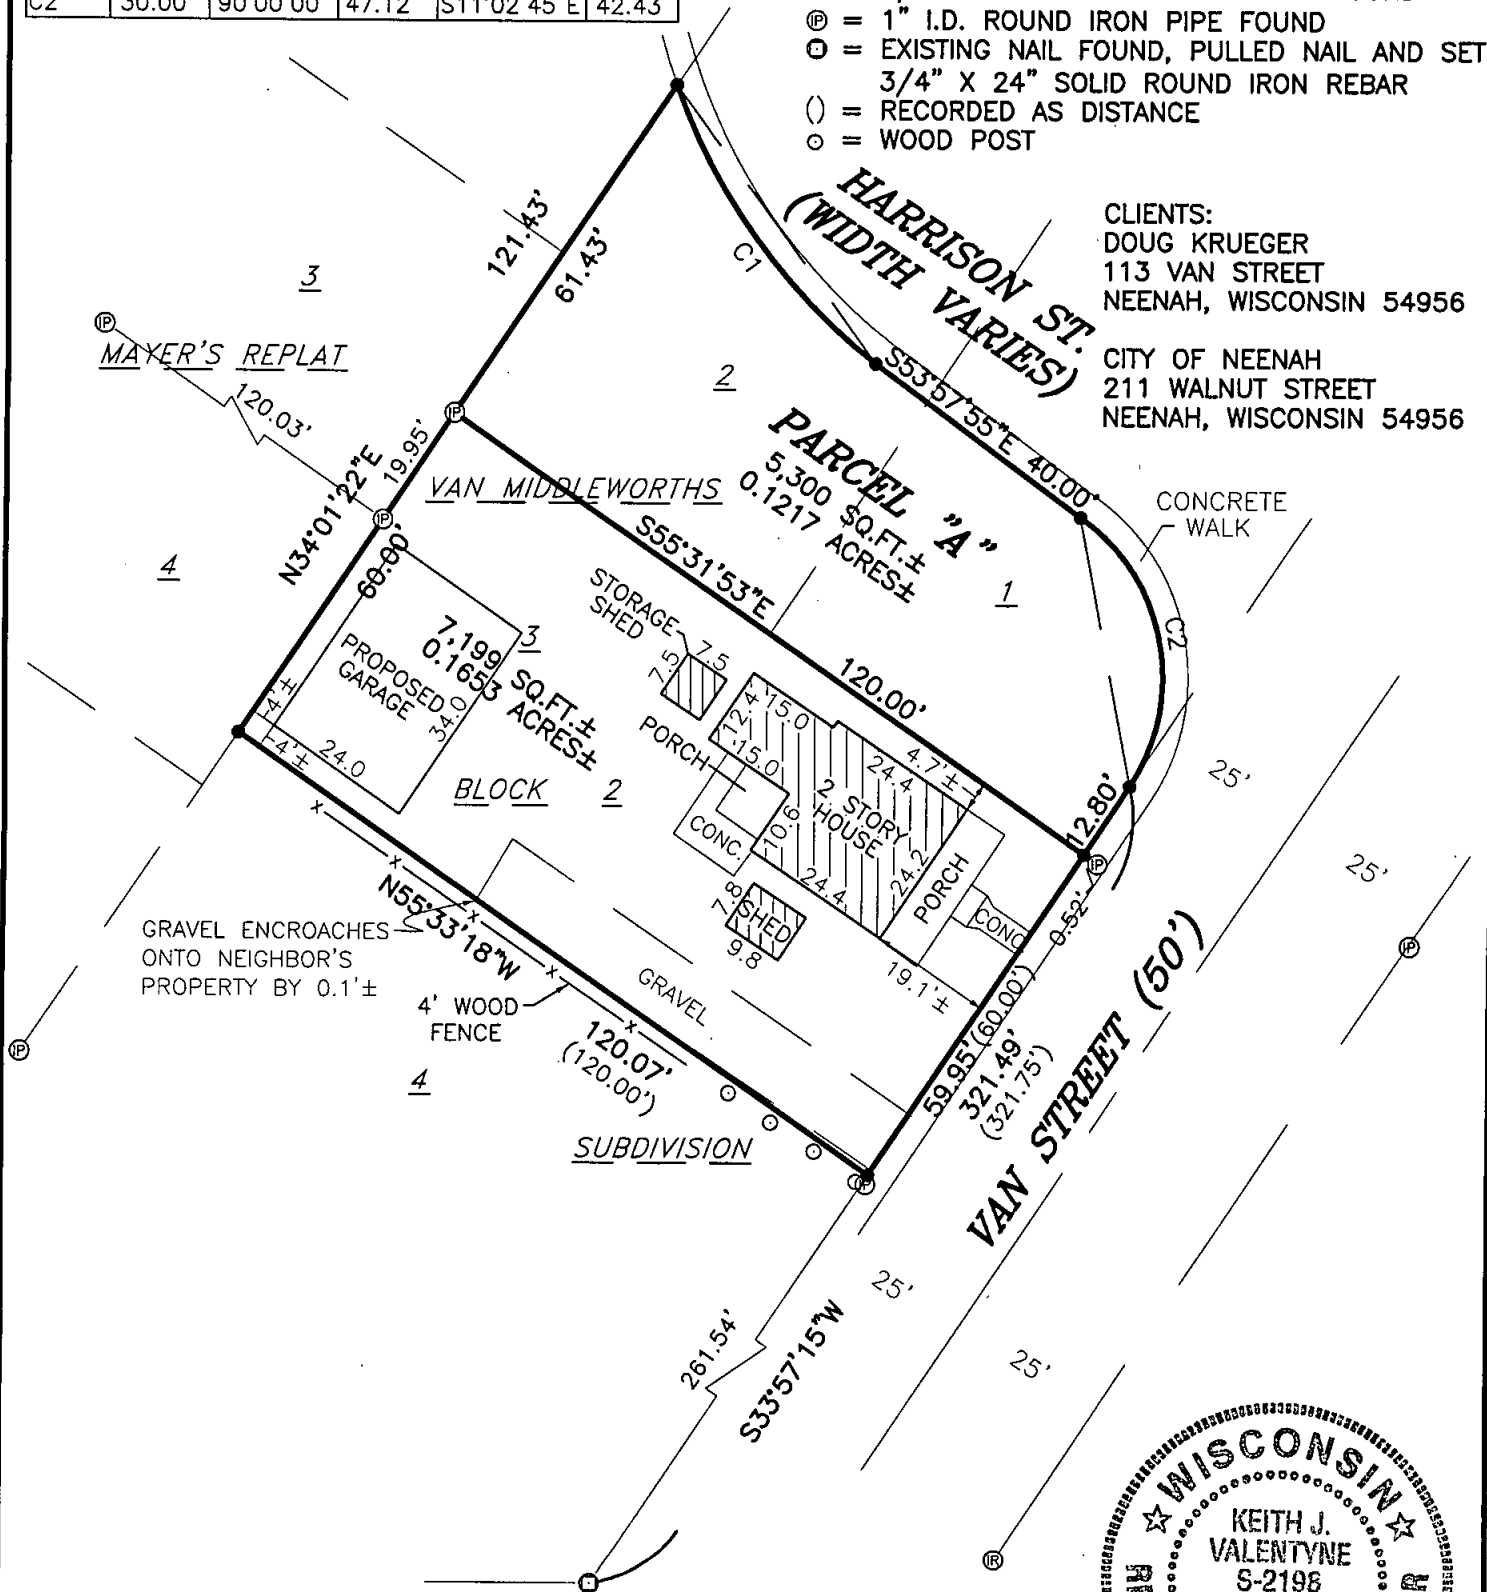 C2 30.00 90°00'00" 47.12 S11°02'45"E 42.43
Ⓟ = 1" I.D. ROUND IRON PIPE FOUND
= EXISTING NAIL FOUND, PULLED NAIL AND SET
3/4" X 24" SOLID ROUND IRON REBAR
() = RECORDED AS DISTANCE
⊙ = WOOD POST
HARRISON ST.
(WIDTH VARIES)
CLIENTS:
DOUG KRUEGER
113 VAN STREET
NEENAH, WISCONSIN 54956
CITY OF NEENAH
211 WALNUT STREET
NEENAH, WISCONSIN 54956
121.43'
61.43'
C1
3
IP
MAYER'S REPLAT
120.03'
2
S53°57'55"E 40.00'
IP
19.95'
N34°01'22"E
VAN MIDDLEWORTHS
PARCEL "A"
5,300 SQ.FT.±
0.1217 ACRES±
CONCRETE
WALK
IP
60.00'
S55°31'53"E
120.00'
4
1
STORAGE
SHED
7.5
7.5
C2
3
7,199 SQ.FT.±
0.1653 ACRES±
PROPOSED
GARAGE
34.0
24.0
4'±
4'±
12.4
15.0
15.0
PORCH
4.7'±
24.4
2 STORY
HOUSE
10.6
CONC.
24.4
24.2
PORCH
CONC
12.80'
IP
0.52'
25'
25'
BLOCK 2
7.8
SHED
9.8
19.1'±
GRAVEL
GRAVEL ENCROACHES
ONTO NEIGHBOR'S
PROPERTY BY 0.1'±
N55°33'18"W
4' WOOD
FENCE
120.07'
(120.00')
x
x
x
x
x
IP
IP
59.95' (60.00')
321.49'
(321.75')
VAN STREET (50')
4
SUBDIVISION
IP
25'
25'
261.54'
S33°57'15"W
IR
WISCONSIN
KEITH J.
VALENTYNE
S-2198